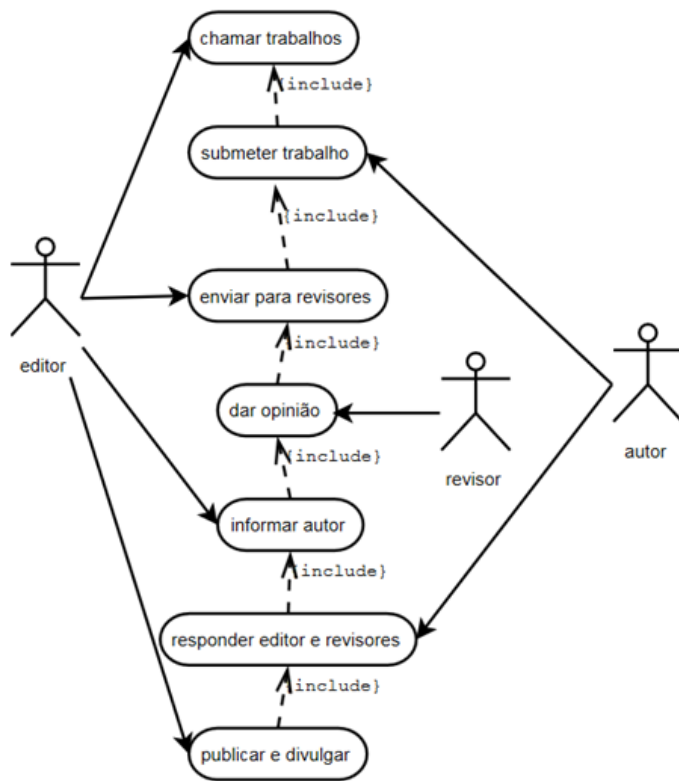 chamar trabalhos
{include}
submeter trabalho
{include}
enviar para revisores
editor
{include}
dar opinião
revisor
autor
{include}
informar autor
{include}
responder editor e revisores
{include}
publicar e divulgar